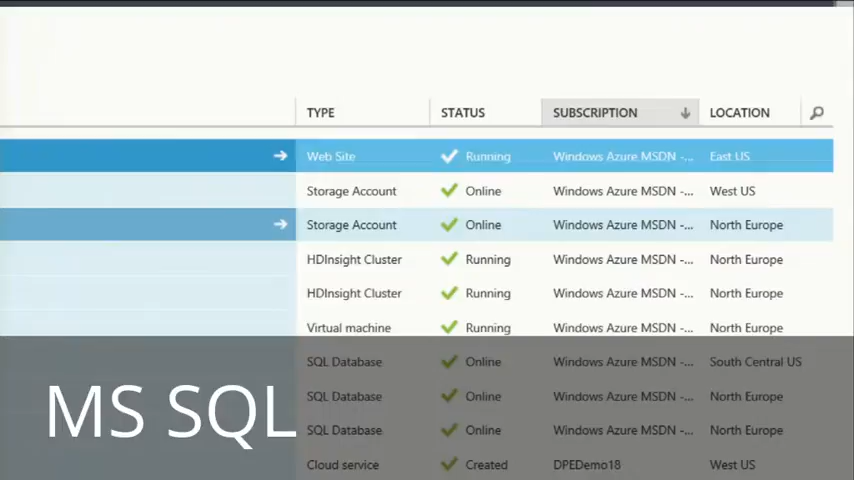 TYPE STATUS SUBSCRIPTION LOCATION
Web Site Running Windows Azure MSDN -... East US
Storage Account Online Windows Azure MSDN -... West US
Storage Account Online Windows Azure MSDN -... North Europe
HDInsight Cluster Running Windows Azure MSDN -... North Europe
HDInsight Cluster Running Windows Azure MSDN -... North Europe
Virtual machine Running Windows Azure MSDN -... North Europe
SQL Database Online Windows Azure MSDN -... South Central US
SQL Database Online Windows Azure MSDN -... North Europe
SQL Database Online Windows Azure MSDN -... North Europe
Cloud service Created DPEDemo18 West US
MS SQL